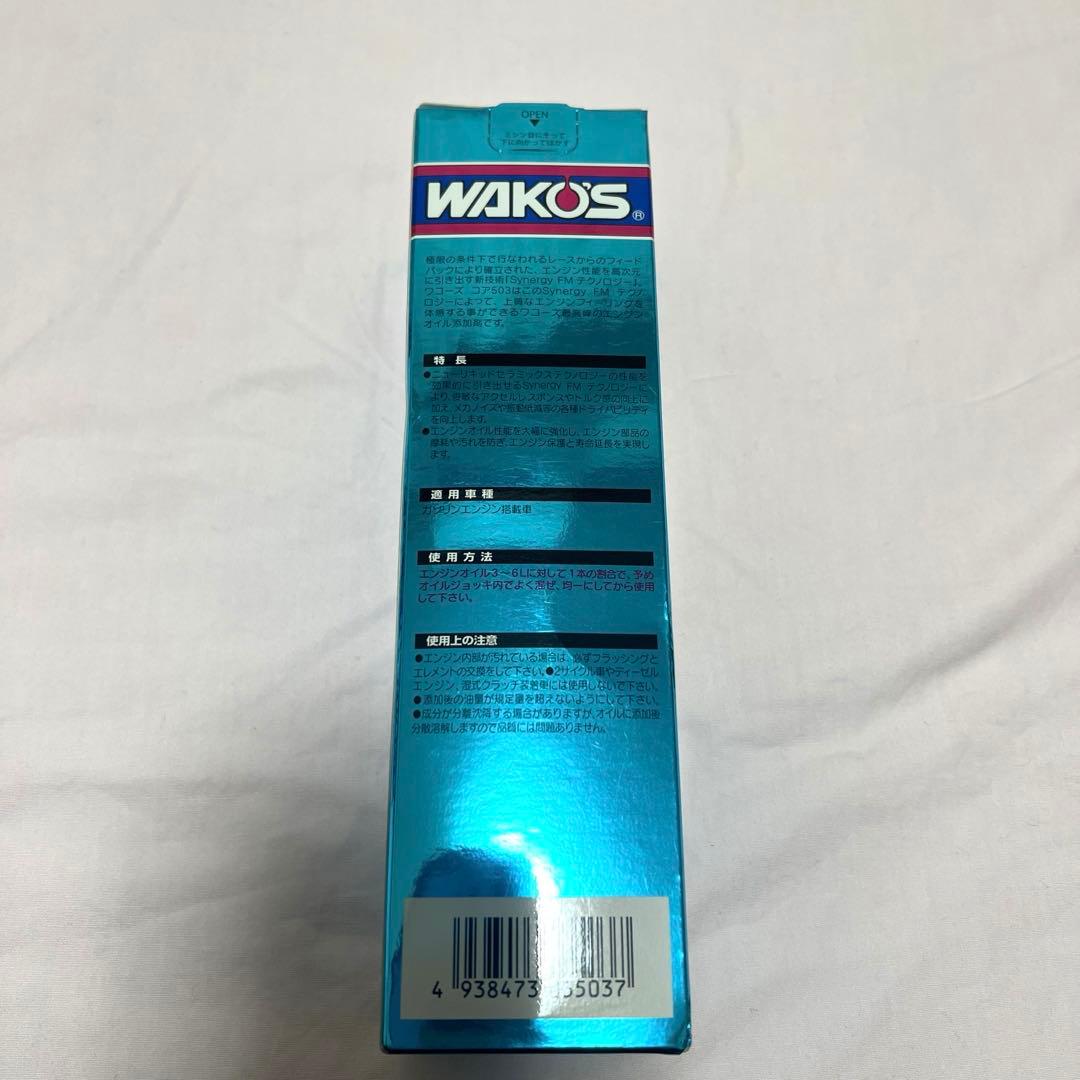 OPEN
ミシン目にそって
下に向かってはがす
WAKO'S®
極限の条件下で行なわれるレースからのフィード
バックにより確立された、エンジン性能を高次元
に引き出す新技術「Synergy FM テクノロジー」。
ワコーズ コア503はこのSynergy FM テクノ
ロジーによって、上質なエンジンフィーリングを
体感する事ができるワコーズ最高峰のエンジン
オイル添加剤です。
特長
●ニューリキッドセラミックステクノロジーの性能を
効果的に引き出せるSynergy FM テクノロジーに
より、俊敏なアクセルレスポンスやトルク感の向上に
加え、メカノイズや振動低減等の各種ドライバビリティ
を向上します。
●エンジンオイル性能を大幅に強化し、エンジン部品の
摩耗や汚れを防ぎ、エンジン保護と寿命延長を実現し
ます。
適用車種
ガソリンエンジン搭載車
使用方法
エンジンオイル3〜6Lに対して1本の割合で、予め
オイルジョッキ内でよく混ぜ、均一にしてから使用
して下さい。
使用上の注意
●エンジン内部が汚れている場合は、必ずフラッシングと
エレメントの交換をして下さい。●2サイクル車やディーゼル
エンジン、湿式クラッチ装着車には使用しないで下さい。
●添加後の油量が規定量を超えないようにして下さい。
●成分が分離沈降する場合がありますが、オイルに添加後
分散溶解しますので品質には問題ありません。
4 938473 35037